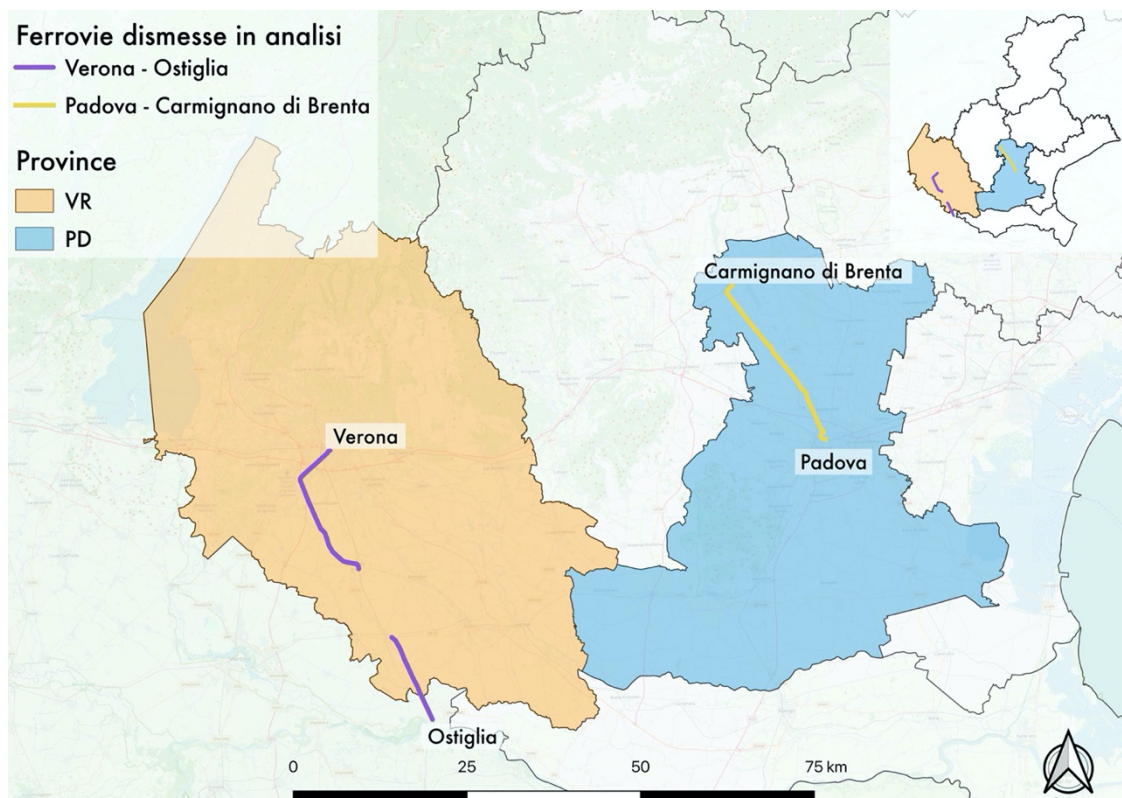 Ferrovie dismesse in analisi
Verona - Ostiglia
Padova - Carmignano di Brenta
Province
VR
PD
Carmignano di Brenta
Verona
Padova
Ostiglia
0 25 50 75 km